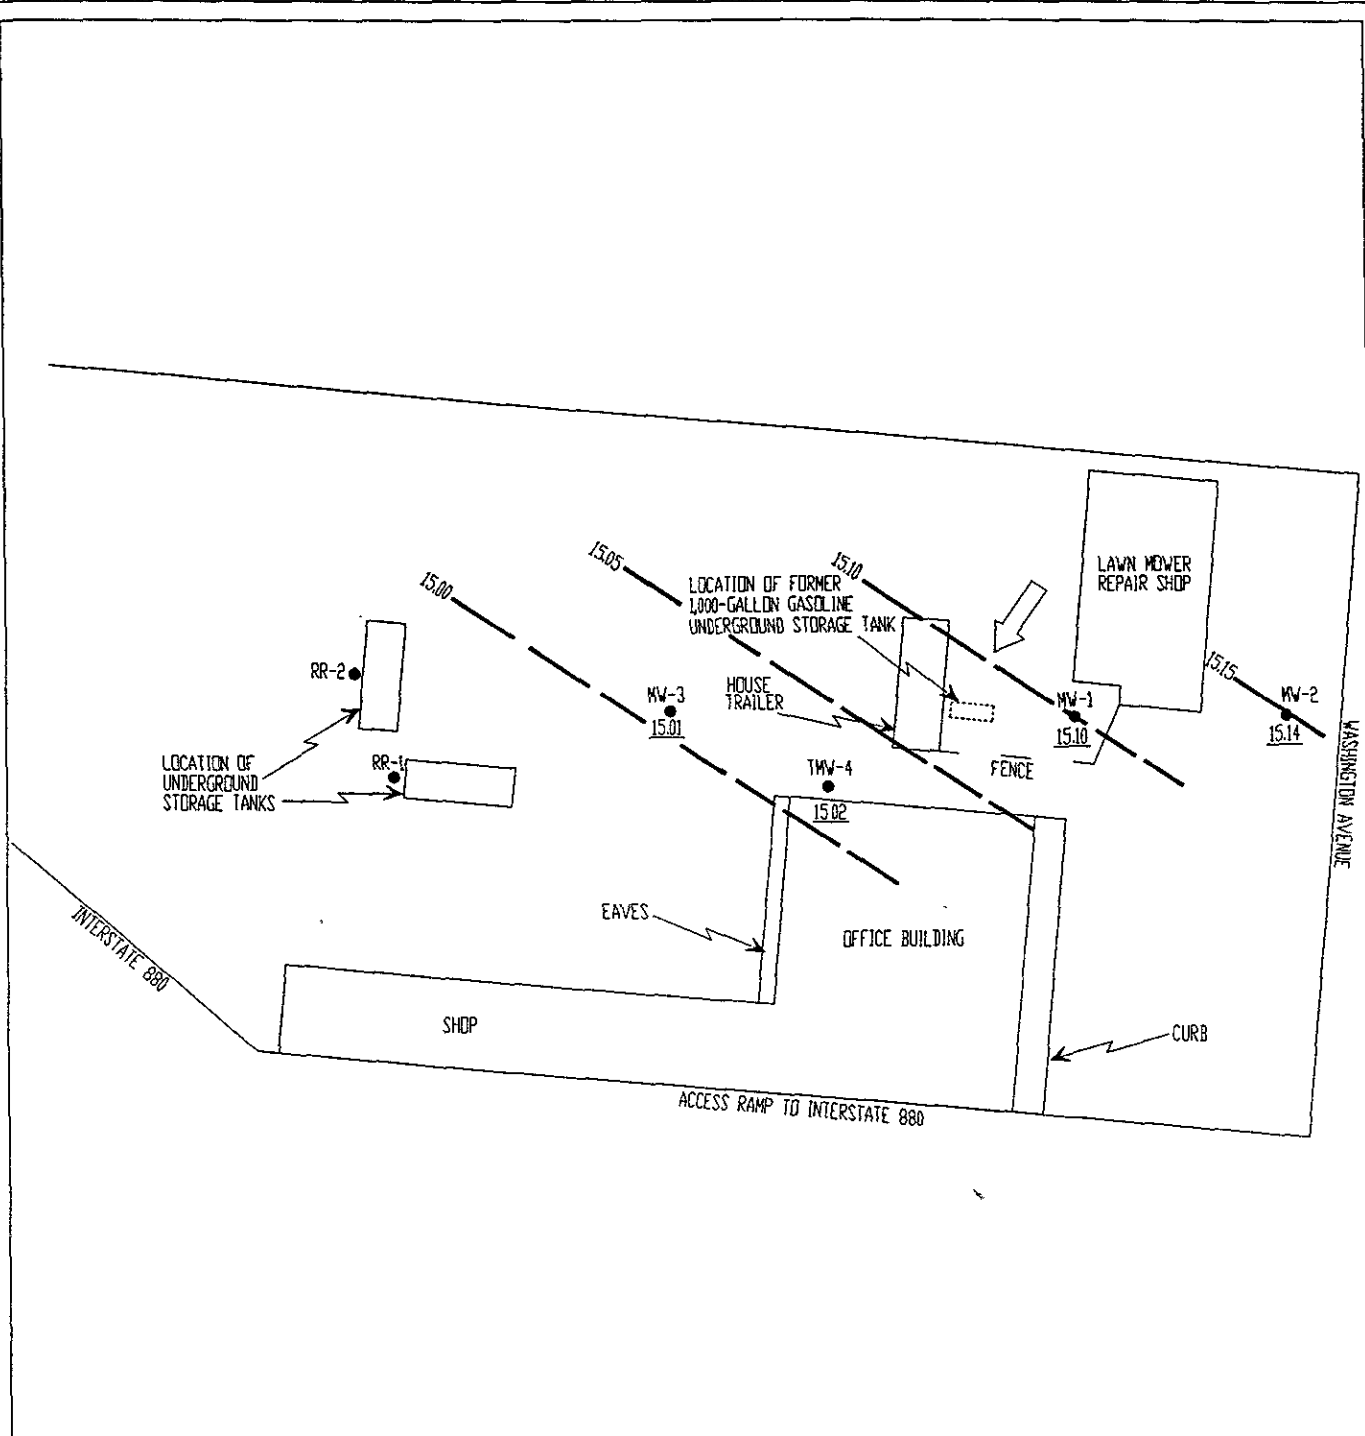 15.10
15.05
LAWN MOWER
REPAIR SHOP
15.00
LOCATION OF FORMER
1,000-GALLON GASOLINE
UNDERGROUND STORAGE TANK
15.15
RR-2
MW-3
15.01
HOUSE
TRAILER
MW-1
15.10
MW-2
15.14
WASHINGTON AVENUE
LOCATION OF
UNDERGROUND
STORAGE TANKS
RR-1
TMW-4
15.02
FENCE
EAVES
OFFICE BUILDING
INTERSTATE 880
SHOP
CURB
ACCESS RAMP TO INTERSTATE 880